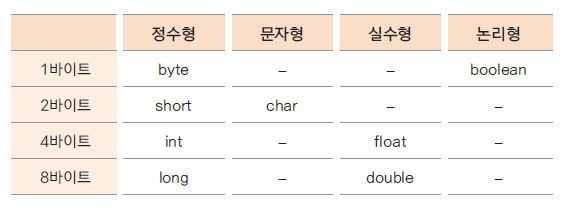 정수형 문자형 실수형 논리형
1바이트 byte – – boolean
2바이트 short char – –
4바이트 int – float –
8바이트 long – double –